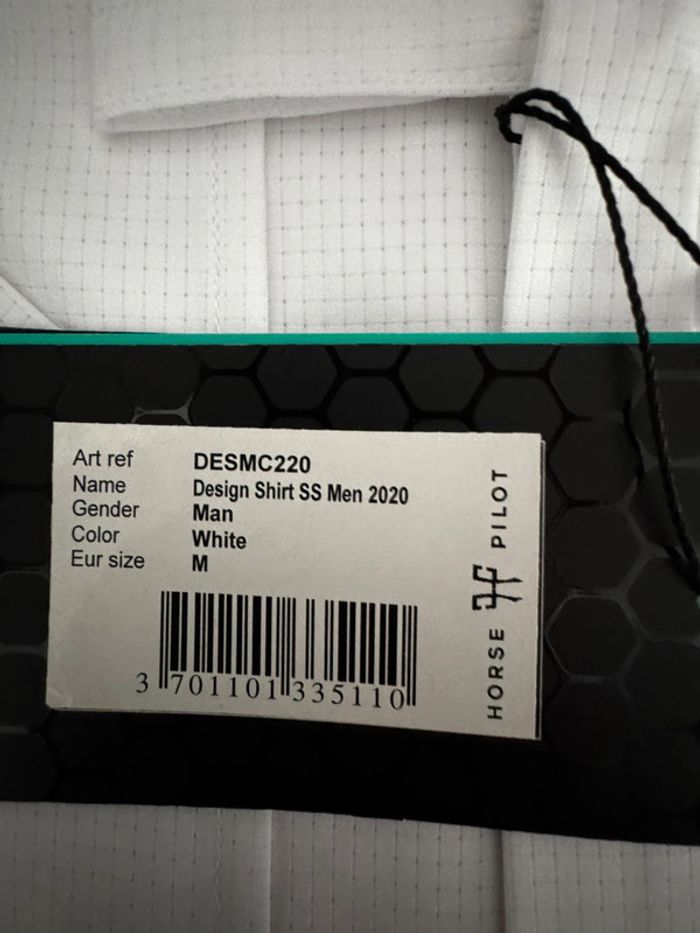 Art ref DESMC220
Name Design Shirt SS Men 2020
Gender Man
Color White
Eur size M
3 701101 335110
HORSE PILOT